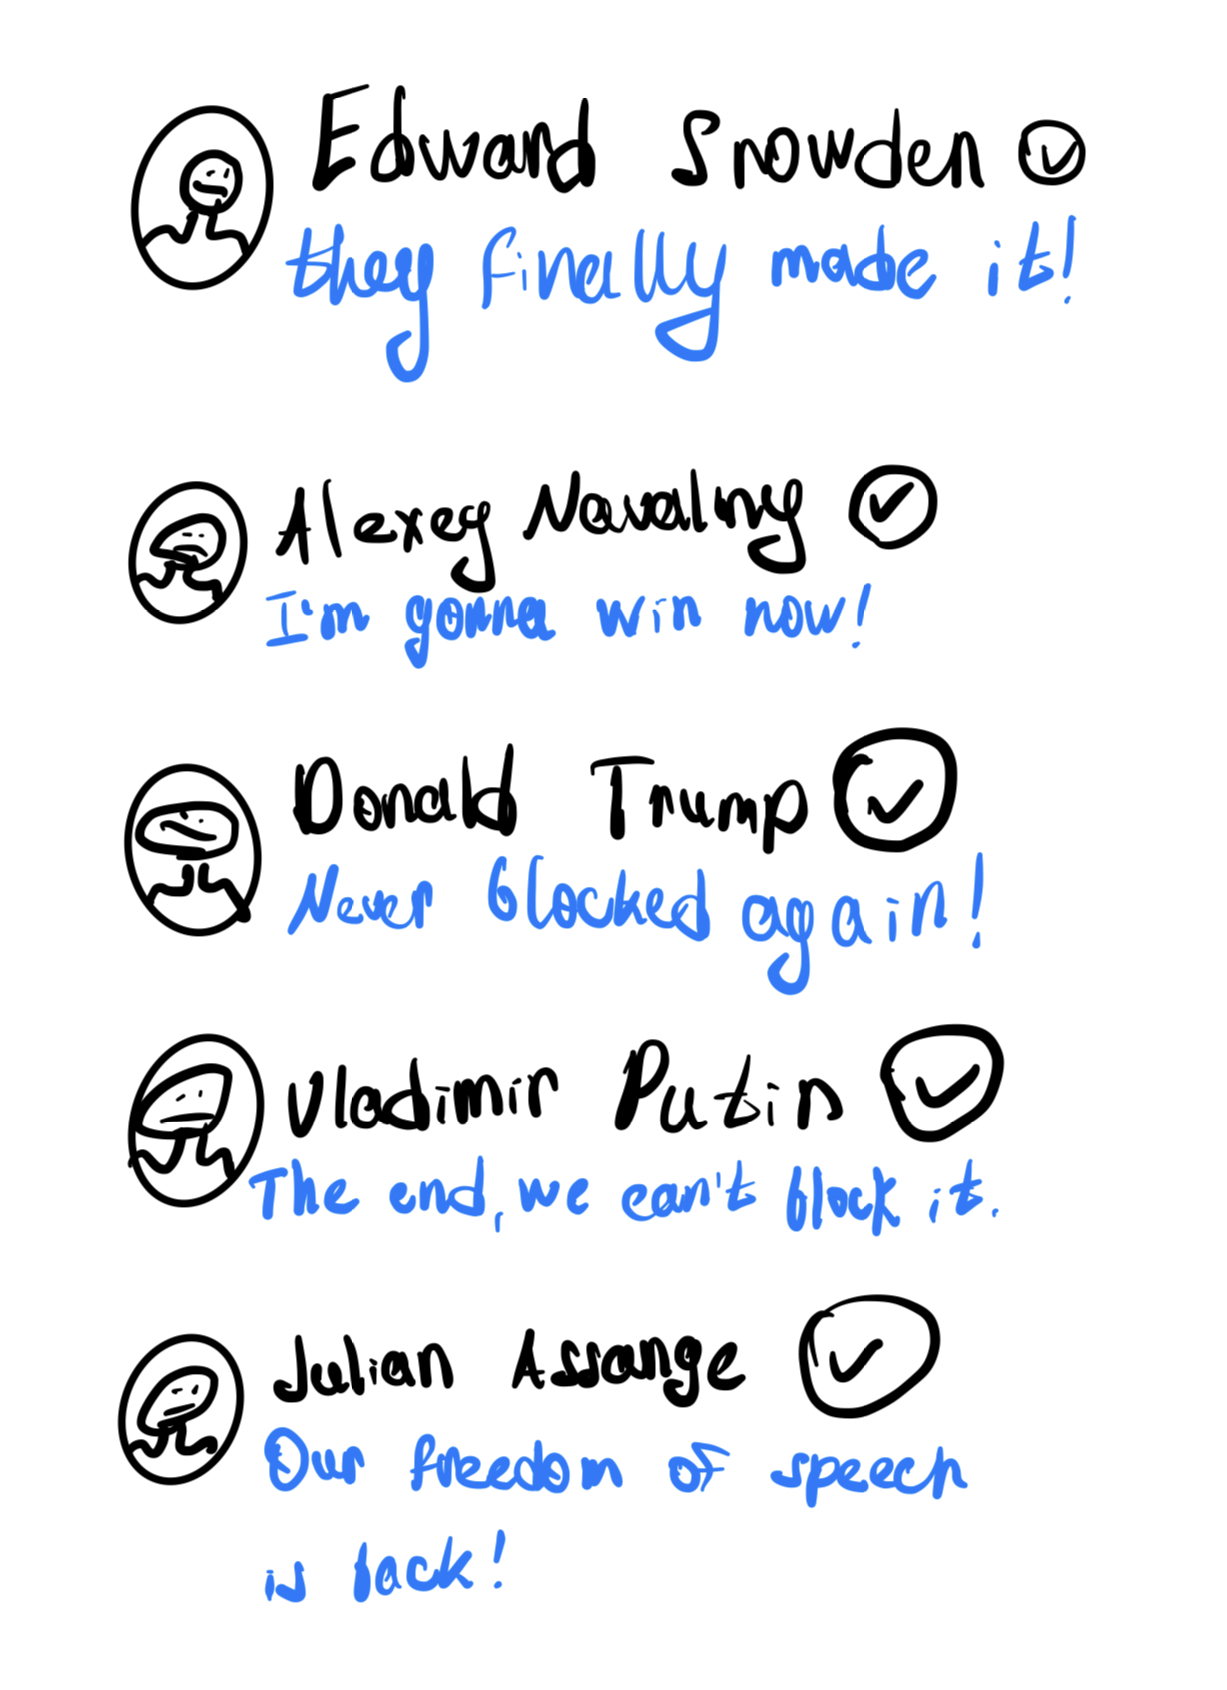 Edward Snowden
they finally made it!
Alexey Navalny
I'm gonna win now!
Donald Trump
Never blocked again!
Vladimir Putin
The end, we can't block it.
Julian Assange
Our freedom of speech
is back!